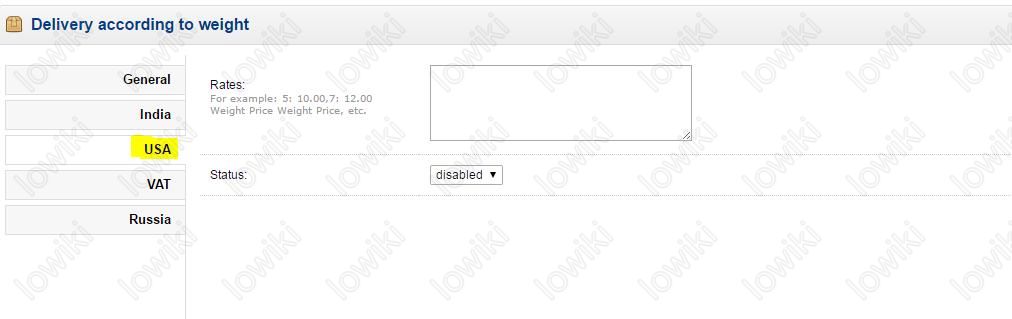 Delivery according to weight
General
India
USA
VAT
Russia
Rates:
For example: 5: 10.00,7: 12.00
Weight Price Weight Price, etc.
Status:
disabled
lowiki